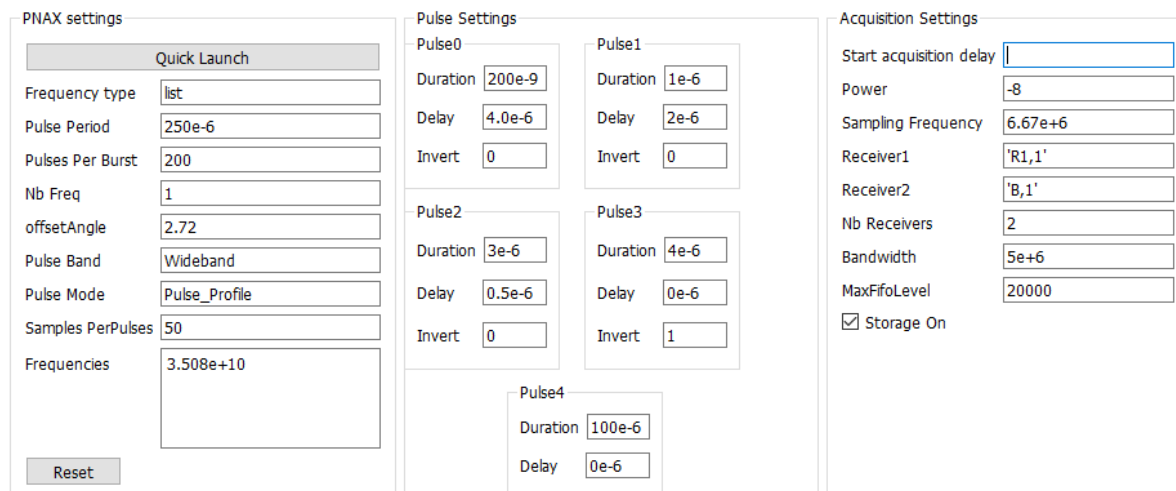 PNAX settings
Quick Launch
Frequency type list
Pulse Period 250e-6
Pulses Per Burst 200
Nb Freq 1
offsetAngle 2.72
Pulse Band Wideband
Pulse Mode Pulse_Profile
Samples PerPulses 50
Frequencies 3.508e+10
Reset
Pulse Settings
Pulse0
Duration 200e-9
Delay 4.0e-6
Invert 0
Pulse1
Duration 1e-6
Delay 2e-6
Invert 0
Pulse2
Duration 3e-6
Delay 0.5e-6
Invert 0
Pulse3
Duration 4e-6
Delay 0e-6
Invert 1
Pulse4
Duration 100e-6
Delay 0e-6
Acquisition Settings
Start acquisition delay
Power -8
Sampling Frequency 6.67e+6
Receiver1 'R1,1'
Receiver2 'B,1'
Nb Receivers 2
Bandwidth 5e+6
MaxFifoLevel 20000
Storage On